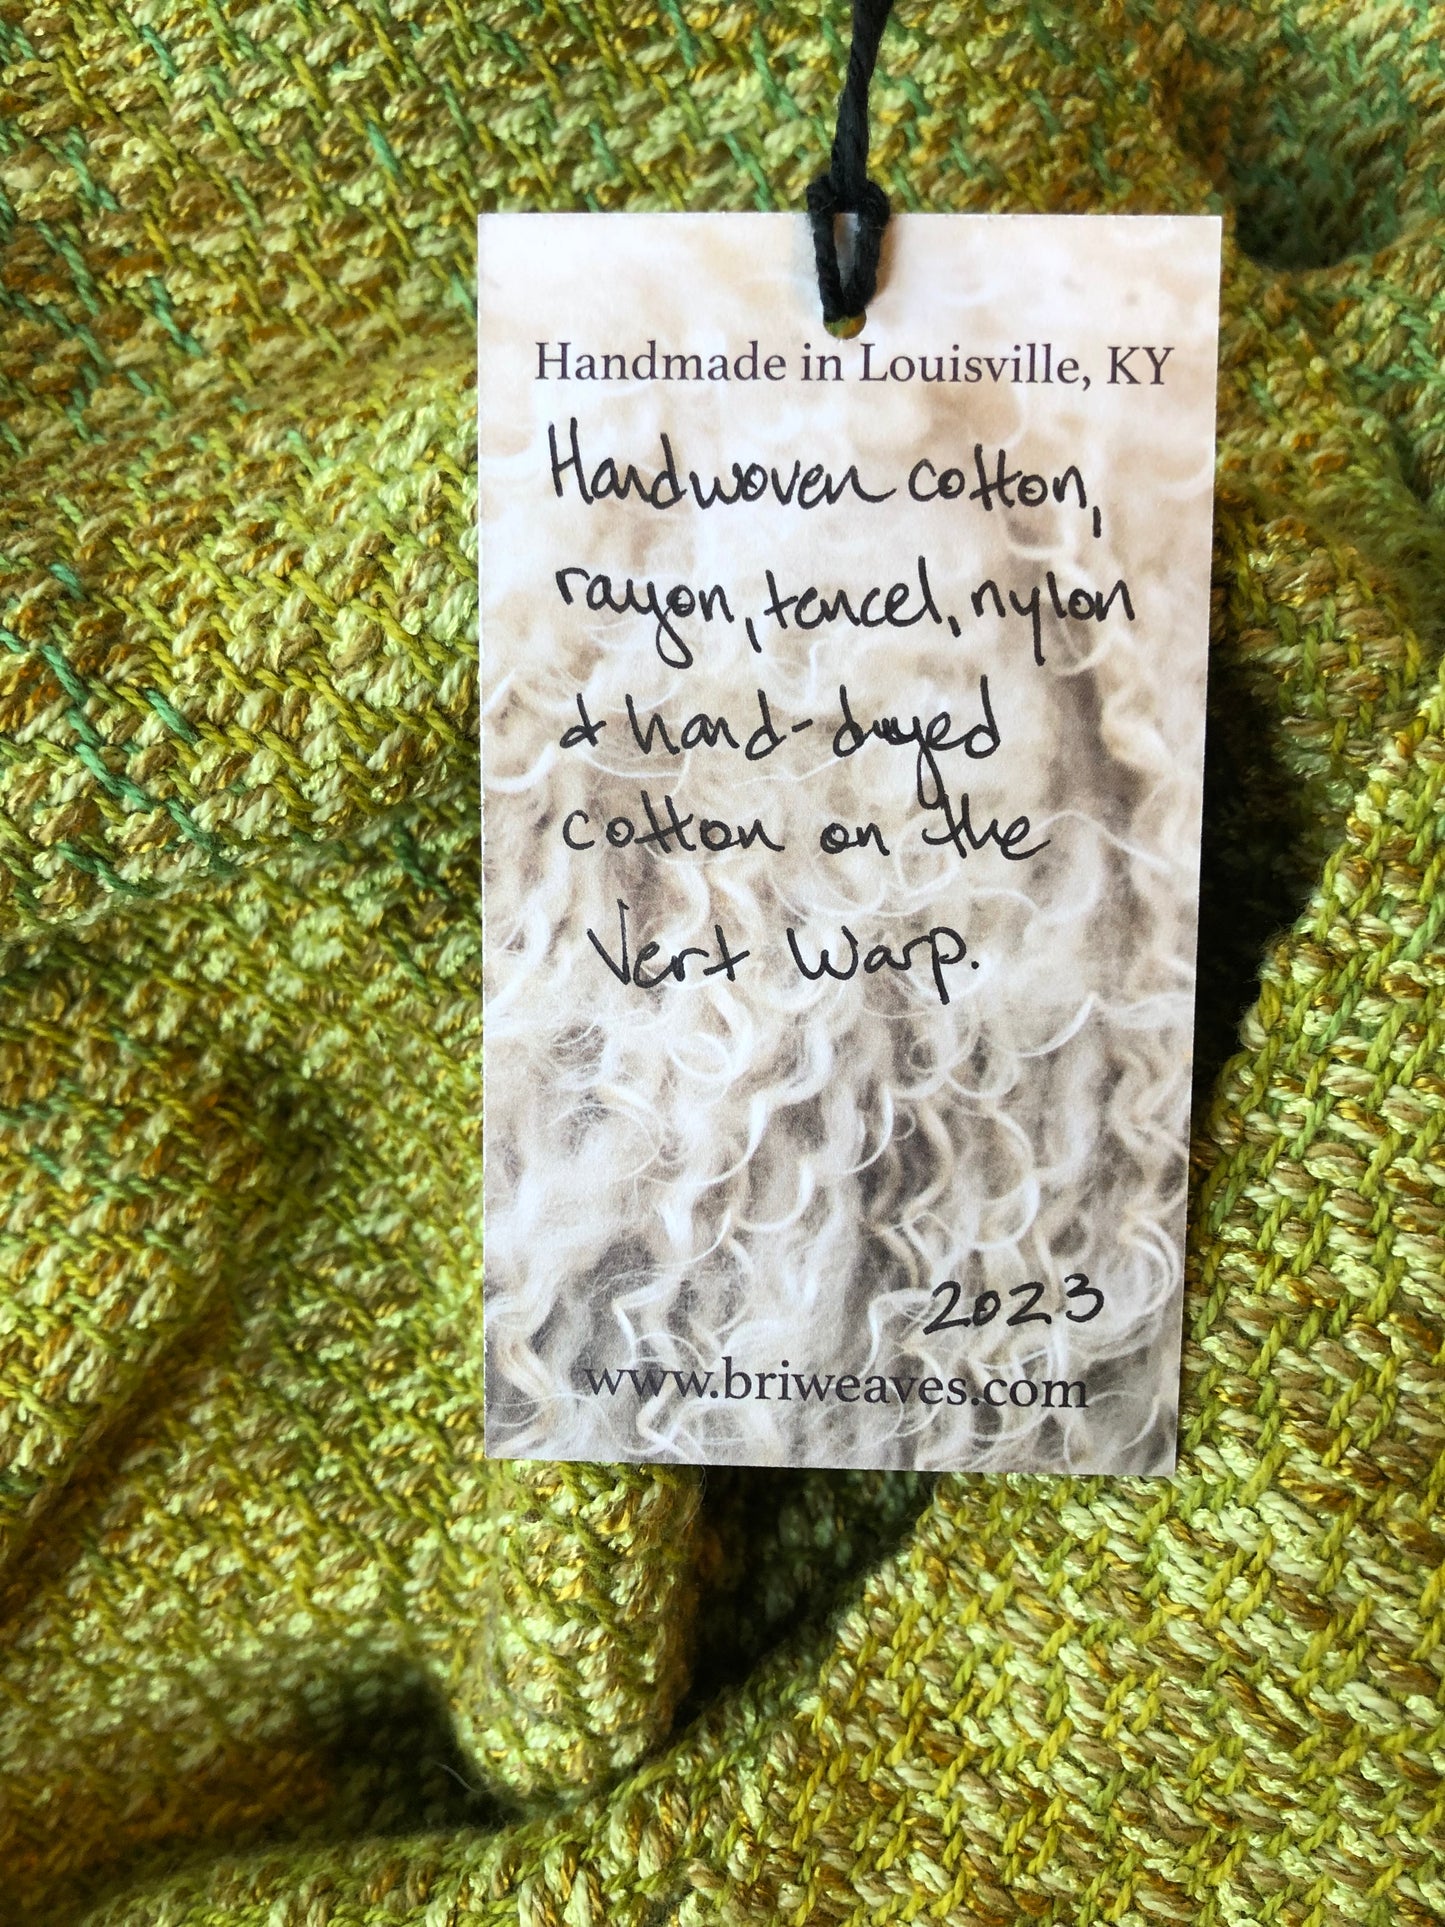 Handmade in Louisville, KY
Handwoven cotton,
rayon, tencel, nylon
& hand-dyed
cotton on the
Vert Warp.
2023
www.briweaves.com